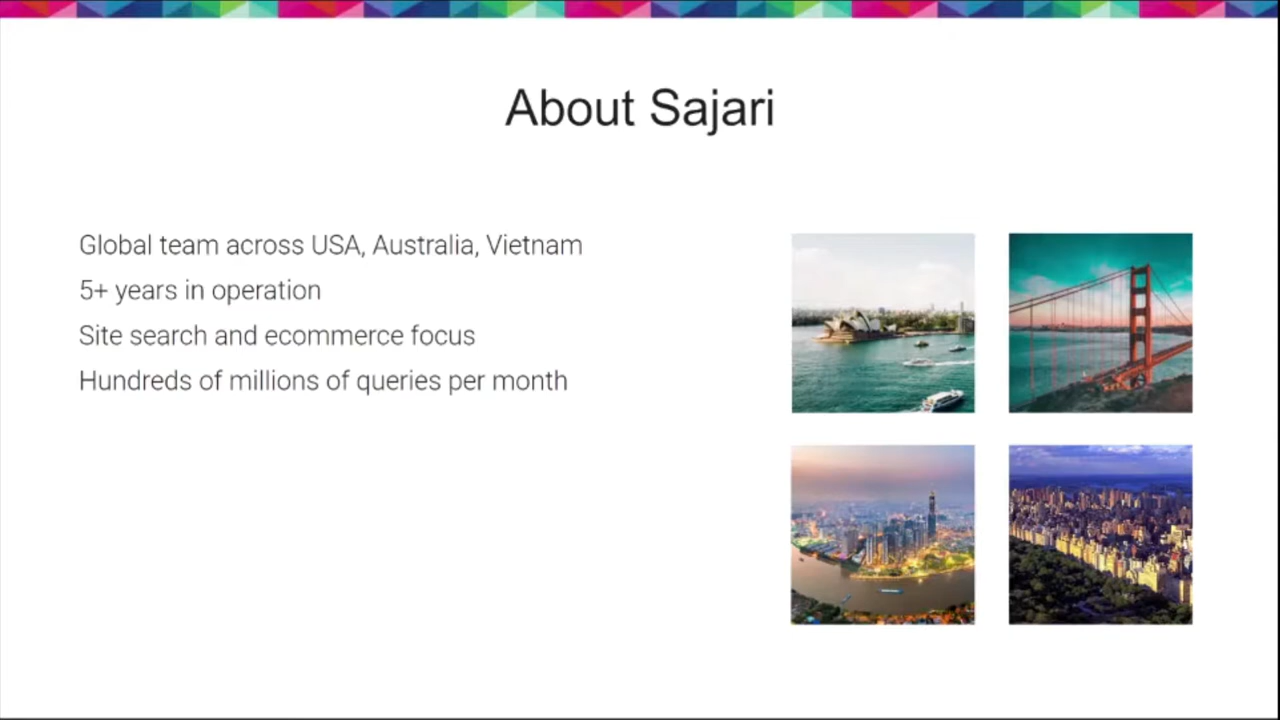 About Sajari
Global team across USA, Australia, Vietnam
5+ years in operation
Site search and ecommerce focus
Hundreds of millions of queries per month